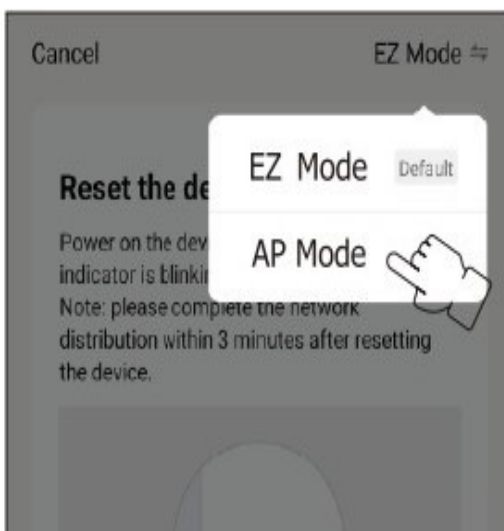 Cancel
EZ Mode ⇋
EZ Mode Default
AP Mode
Reset the de
Power on the dev
indicator is blinki
Note: please complete the network
distribution within 3 minutes after resetting
the device.